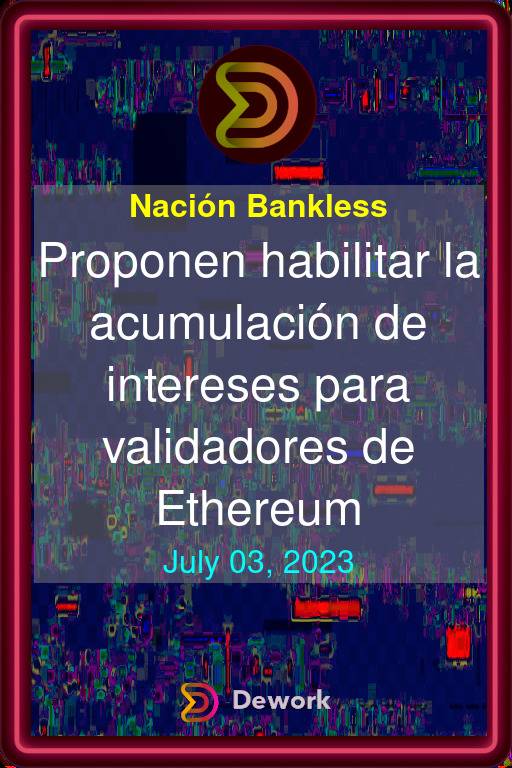 Nación Bankless
Proponen habilitar la
acumulación de
intereses para
validadores de
Ethereum
July 03, 2023
Dework